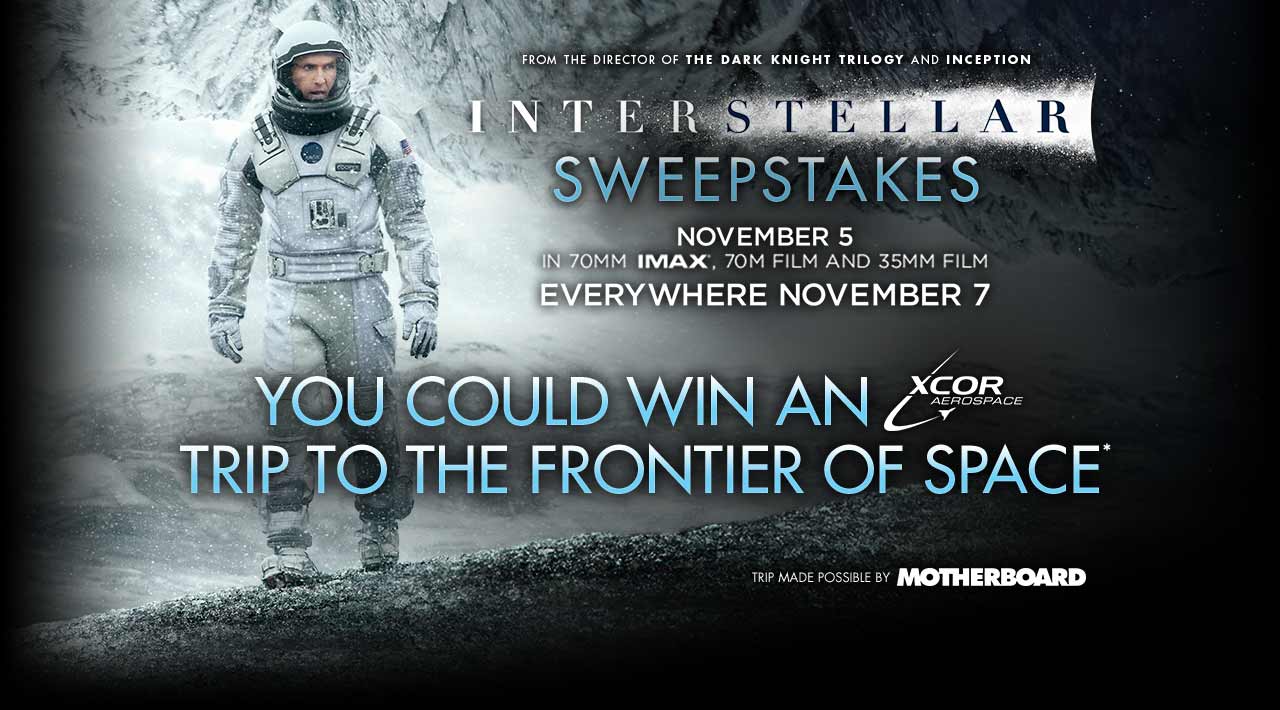 FROM THE DIRECTOR OF THE DARK KNIGHT TRILOGY AND INCEPTION
INTERSTELLAR
SWEEPSTAKES
NOVEMBER 5
IN 70MM IMAX®, 70M FILM AND 35MM FILM
EVERYWHERE NOVEMBER 7
COOPER
YOU COULD WIN AN XCOR AEROSPACE
TRIP TO THE FRONTIER OF SPACE*
TRIP MADE POSSIBLE BY MOTHERBOARD